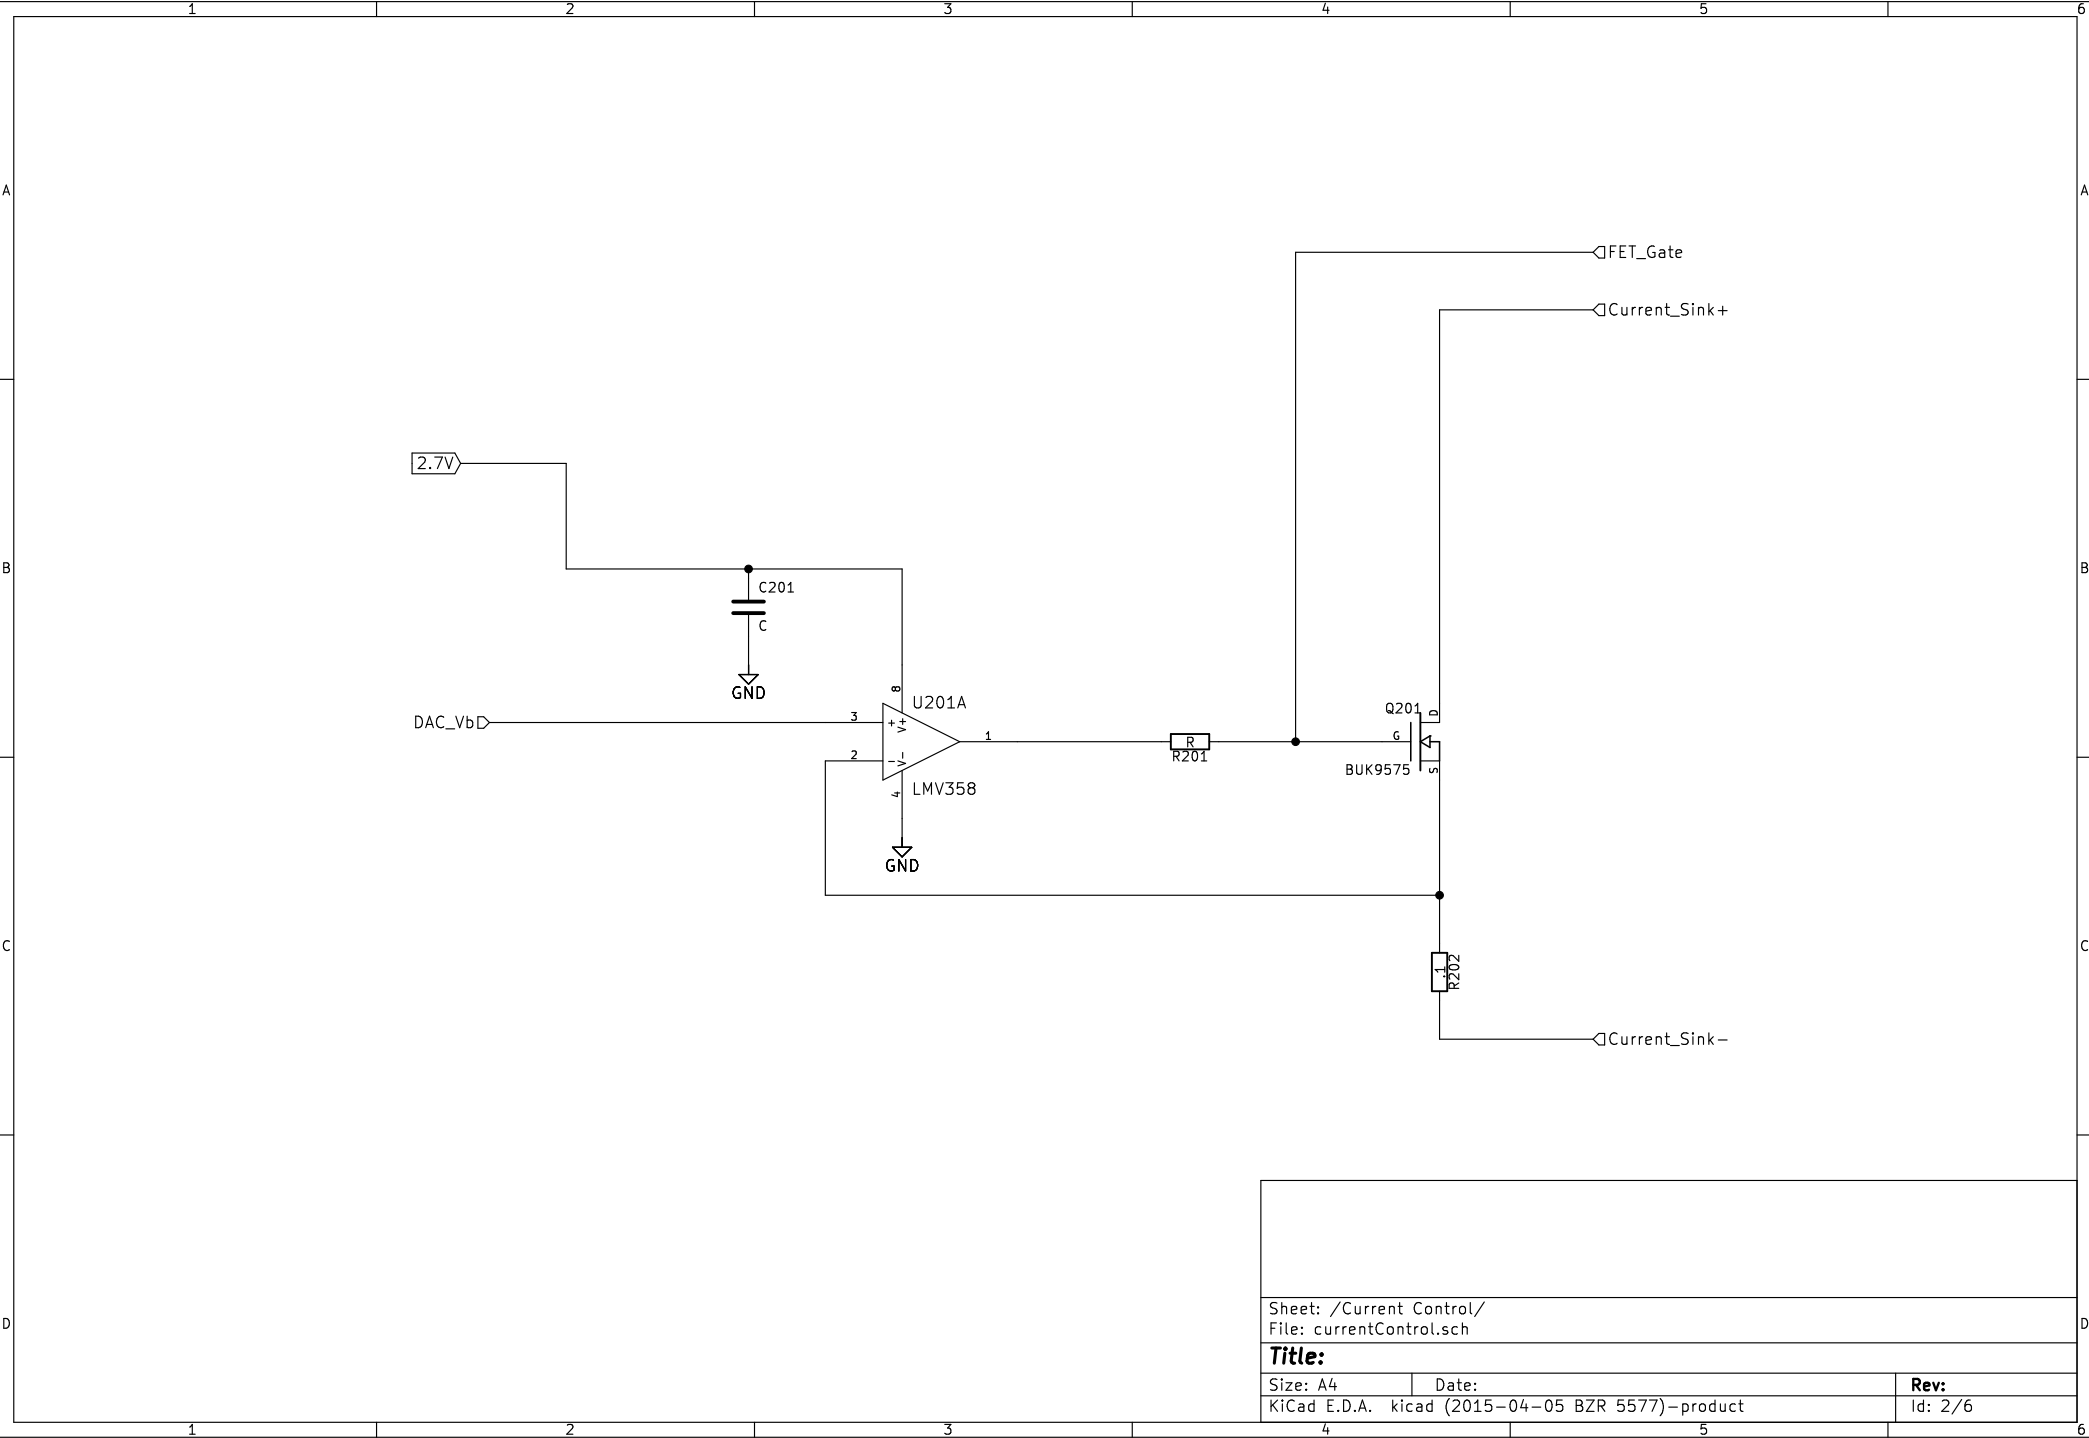 1 2 3 4 5 6
A A
FET_Gate
Current_Sink+
2.7V
B B
C201
C
GND
8
U201A
DAC_Vb
3
+
V+
1
R
R201
Q201
D
G
BUK9575
S
2
-
V-
4
LMV358
GND
C C
.1
R202
Current_Sink-
Sheet: /Current Control/
File: currentControl.sch
D D
Title:
Size: A4 Date: Rev:
KiCad E.D.A. kicad (2015-04-05 BZR 5577)-product Id: 2/6
1 2 3 4 5 6